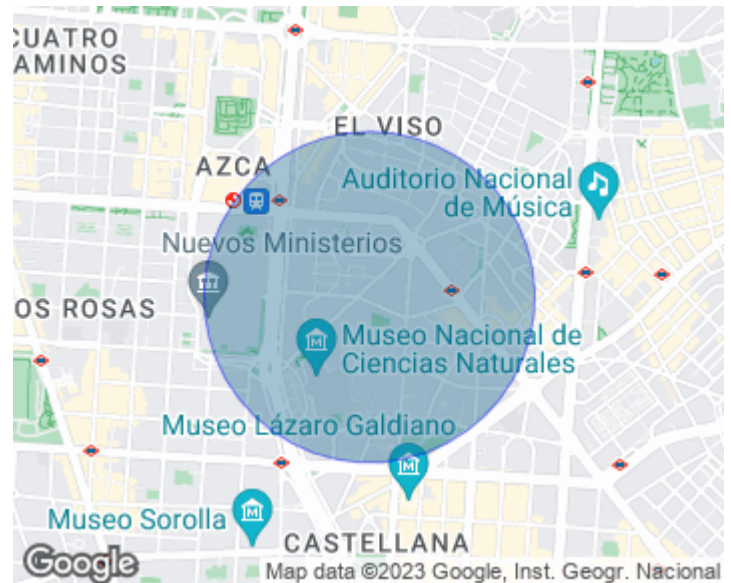 CUATRO
AMINOS
EL VISO
AZCA
Auditorio Nacional
de Música
Nuevos Ministerios
OS ROSAS
Museo Nacional de
Ciencias Naturales
Museo Lázaro Galdiano
Museo Sorolla
CASTELLANA
Google
Map data ©2023 Google, Inst. Geogr. Nacional